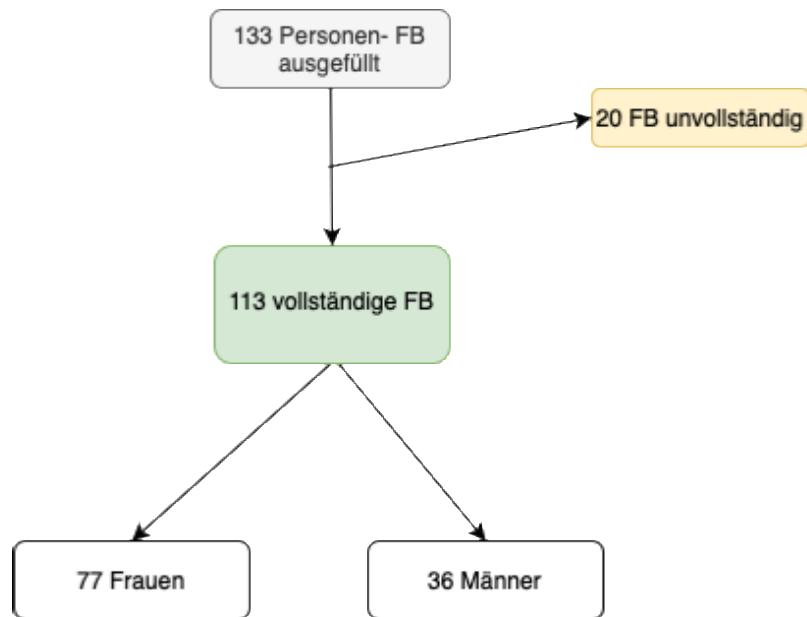 133 Personen- FB
ausgefüllt
20 FB unvollständig
113 vollständige FB
77 Frauen
36 Männer